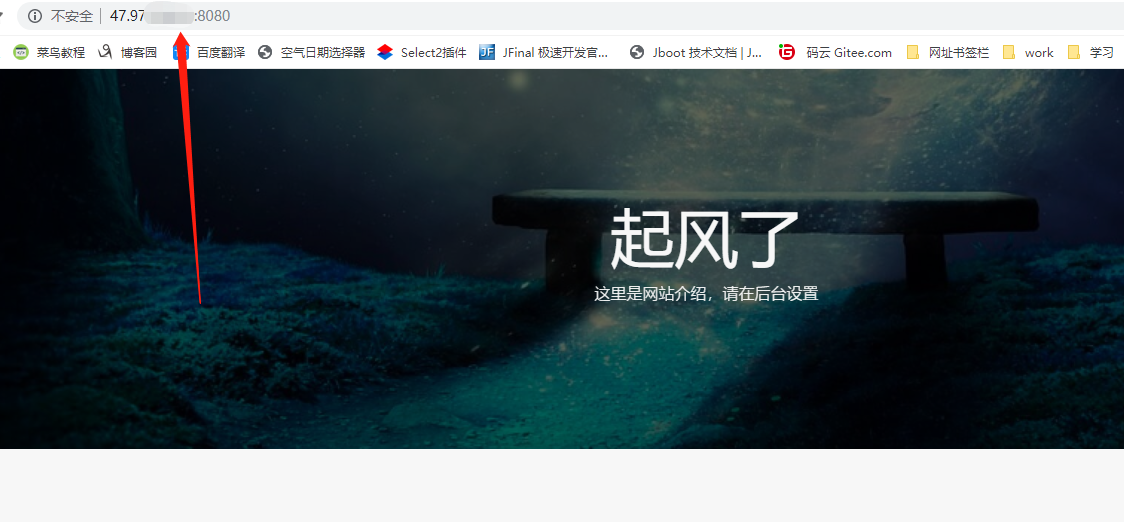 不安全 47.97 :8080
菜鸟教程 博客园 百度翻译 空气日期选择器 Select2插件 JF JFinal 极速开发官... Jboot 技术文档 | J... G 码云 Gitee.com 网址书签栏 work 学习
起风了
这里是网站介绍，请在后台设置